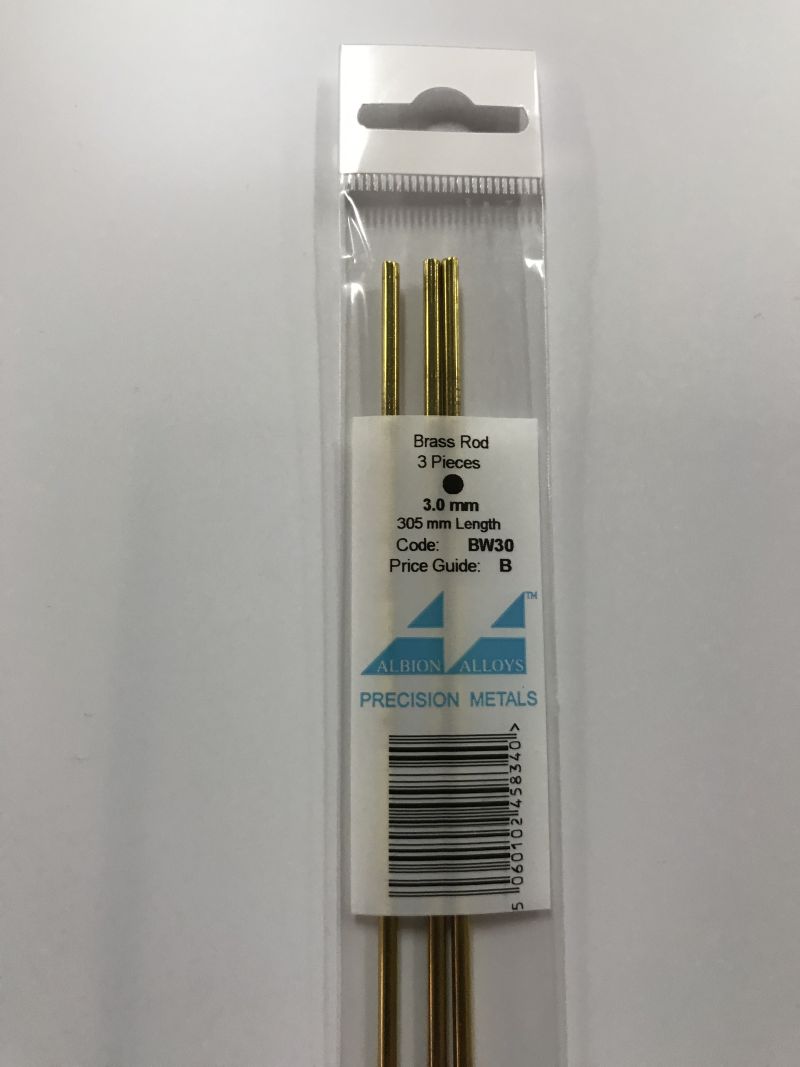 Brass Rod
3 Pieces
3.0 mm
305 mm Length
Code: BW30
Price Guide: B
TM
ALBION ALLOYS
PRECISION METALS
5 060102 458340 >